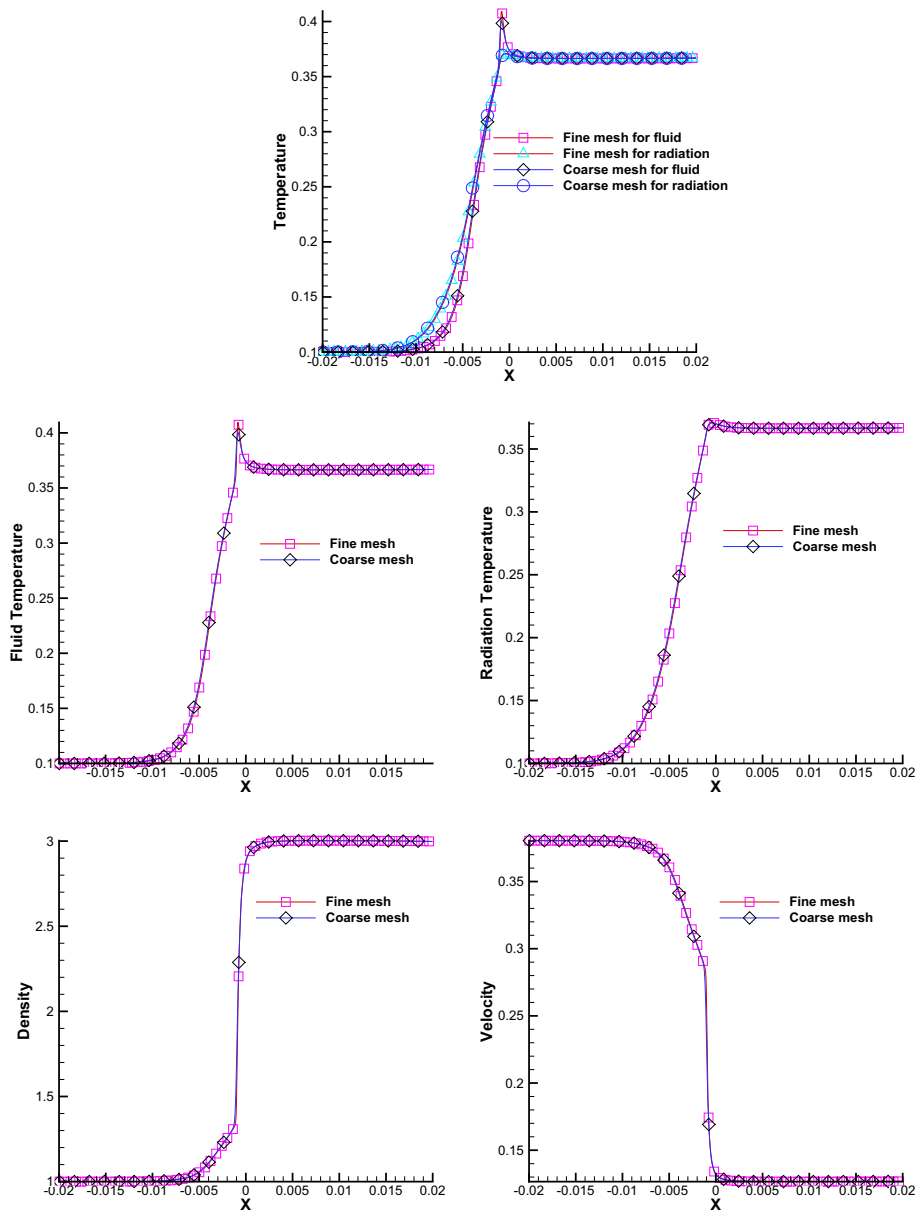 0.4
0.35
0.3
0.25
0.2
0.15
0.1
Temperature
Fine mesh for fluid
Fine mesh for radiation
Coarse mesh for fluid
Coarse mesh for radiation
-0.02 -0.015 -0.01 -0.005 0 0.005 0.01 0.015 0.02
X
0.4
0.35
0.3
0.25
0.2
0.15
0.1
Fluid Temperature
Fine mesh
Coarse mesh
-0.015 -0.01 -0.005 0 0.005 0.01 0.015
X
0.35
0.3
0.25
0.2
0.15
0.1
Radiation Temperature
Fine mesh
Coarse mesh
-0.02 -0.015 -0.01 -0.005 0 0.005 0.01 0.015 0.02
X
3
2.5
2
1.5
1
Density
Fine mesh
Coarse mesh
-0.02 -0.015 -0.01 -0.005 0 0.005 0.01 0.015 0.02
X
0.35
0.3
0.25
0.2
0.15
Velocity
Fine mesh
Coarse mesh
-0.02 -0.015 -0.01 -0.005 0 0.005 0.01 0.015 0.02
X